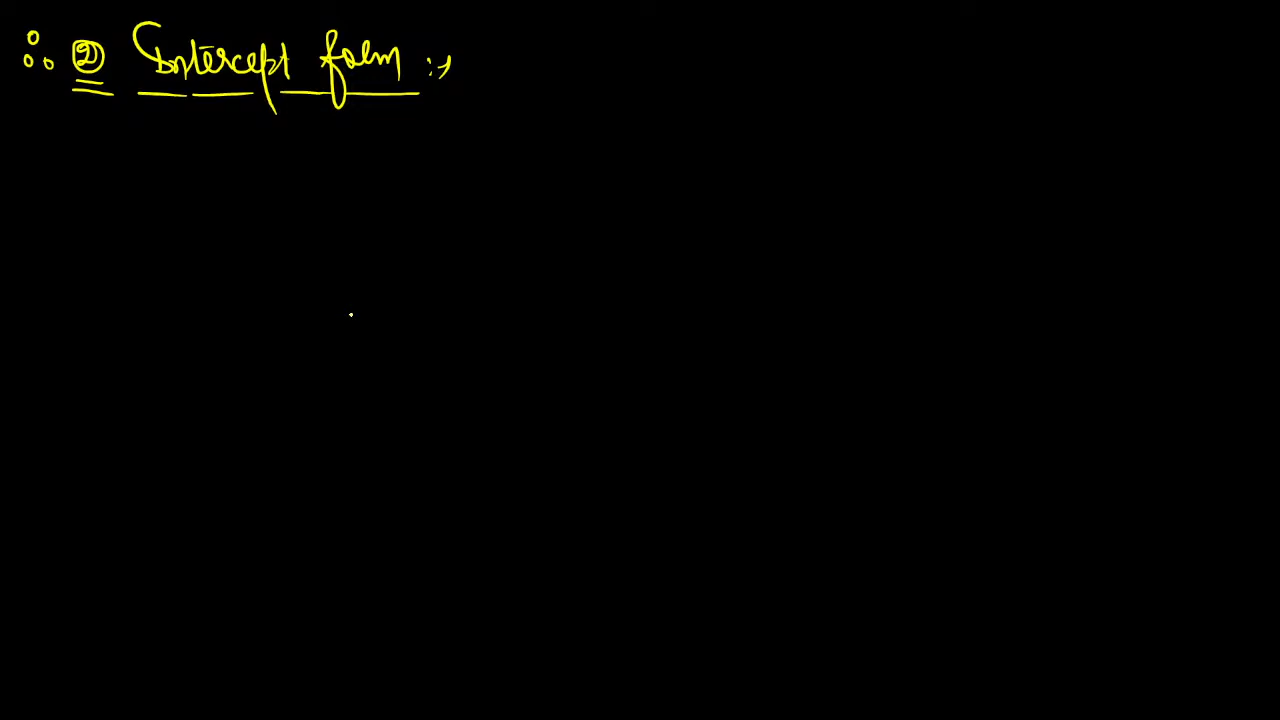 ∴ ② Intercept form :-